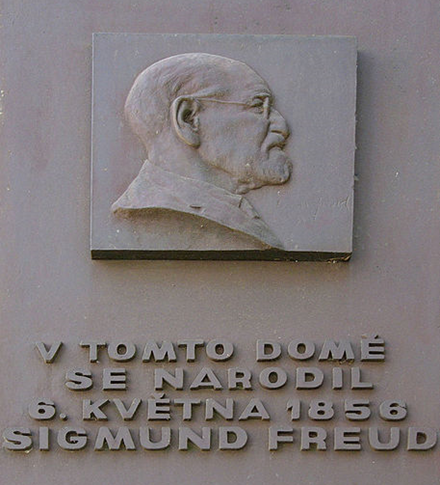 V TOMTO DOMĚ
SE NARODIL
6. KVĚTNA 1856
SIGMUND FREUD